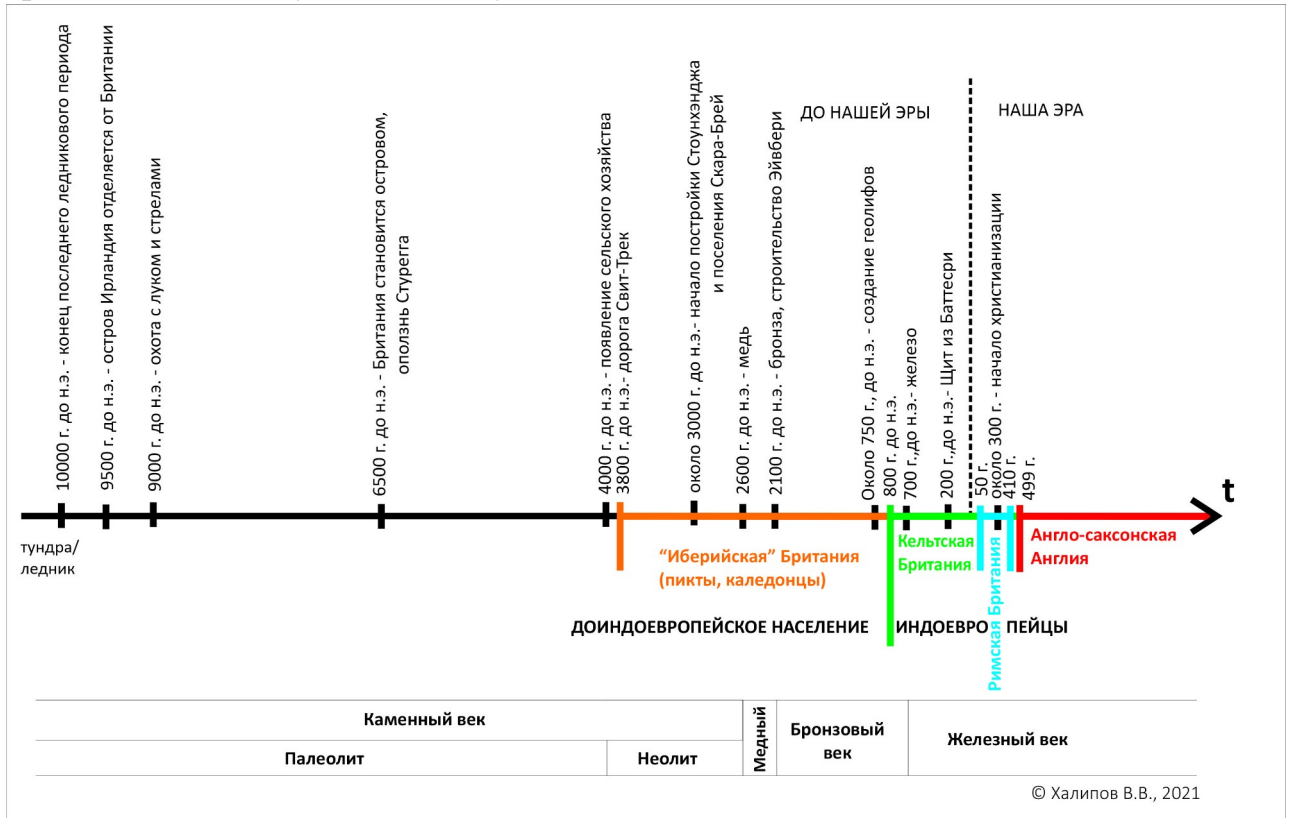 10000 г. до н.э. - конец последнего ледникового периода
9500 г. до н.э. - остров Ирландия отделяется от Британии
9000 г. до н.э. - охота с луком и стрелами
6500 г. до н.э. - Британия становится островом,
оползнь Стурегга
4000 г. до н.э. - появление сельского хозяйства
3800 г. до н.э.- дорога Свит-Трек
около 3000 г. до н.э.- начало постройки Стоунхэнджа
и поселения Скара-Брей
2600 г. до н.э. - медь
2100 г. до н.э. - бронза, строительство Эйвбери
Около 750 г., до н.э. - создание геолифов
800 г. до н.э.
700 г.,до н.э.- железо
200 г.,до н.э.- Щит из Баттесри
50 г.
около 300 г. - начало христианизации
410 г.
499 г.
ДО НАШЕЙ ЭРЫ
НАША ЭРА
t
тундра/
ледник
“Иберийская” Британия
(пикты, каледонцы)
Кельтская
Британия
Римская Британия
Англо-саксонская
Англия
ДОИНДОЕВРОПЕЙСКОЕ НАСЕЛЕНИЕ
ИНДОЕВРО ПЕЙЦЫ
Каменный век
Палеолит
Неолит
Медный
Бронзовый
век
Железный век
© Халипов В.В., 2021